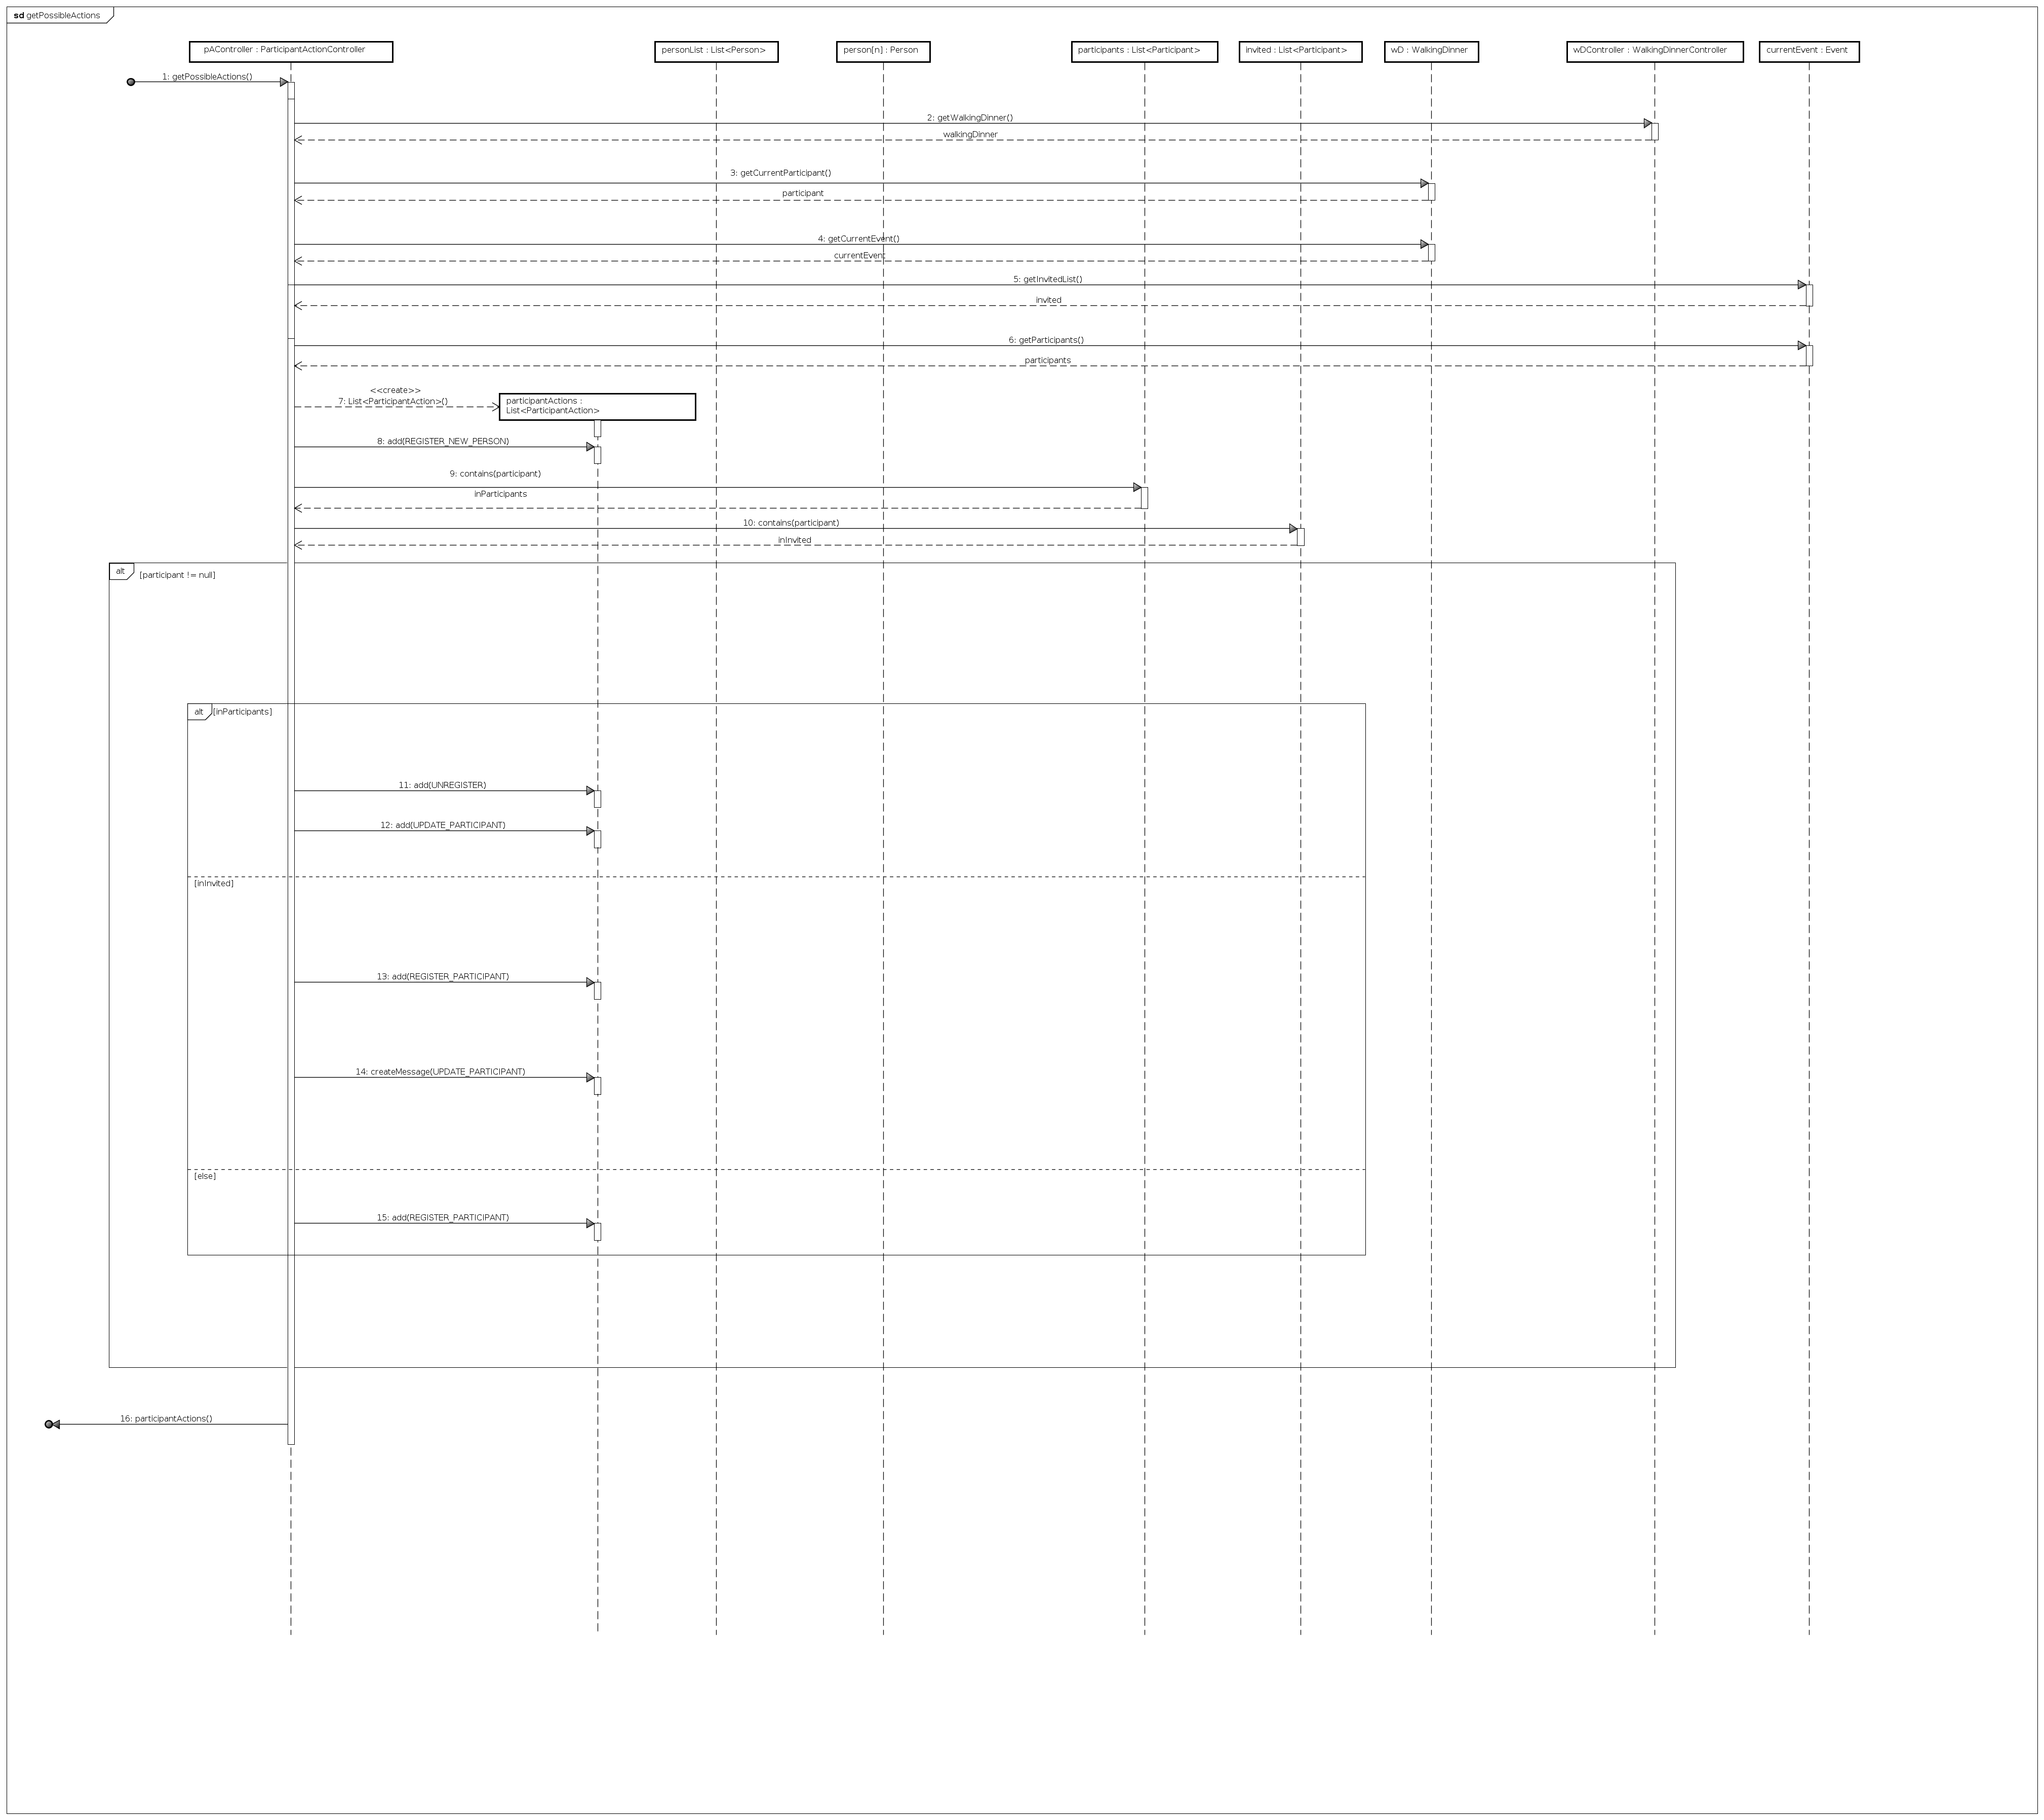 sd getPossibleActions
pAController : ParticipantActionController
personList : List<Person>
person[n] : Person
participants : List<Participant>
invited : List<Participant>
wD : WalkingDinner
wDController : WalkingDinnerController
currentEvent : Event
1: getPossibleActions()
2: getWalkingDinner()
walkingDinner
3: getCurrentParticipant()
participant
4: getCurrentEvent()
currentEvent
5: getInvitedList()
invited
6: getParticipants()
participants
<<create>>
7: List<ParticipantAction>()
participantActions :
List<ParticipantAction>
8: add(REGISTER_NEW_PERSON)
9: contains(participant)
inParticipants
10: contains(participant)
inInvited
alt [participant != null]
alt [inParticipants]
11: add(UNREGISTER)
12: add(UPDATE_PARTICIPANT)
[inInvited]
13: add(REGISTER_PARTICIPANT)
14: createMessage(UPDATE_PARTICIPANT)
[else]
15: add(REGISTER_PARTICIPANT)
16: participantActions()